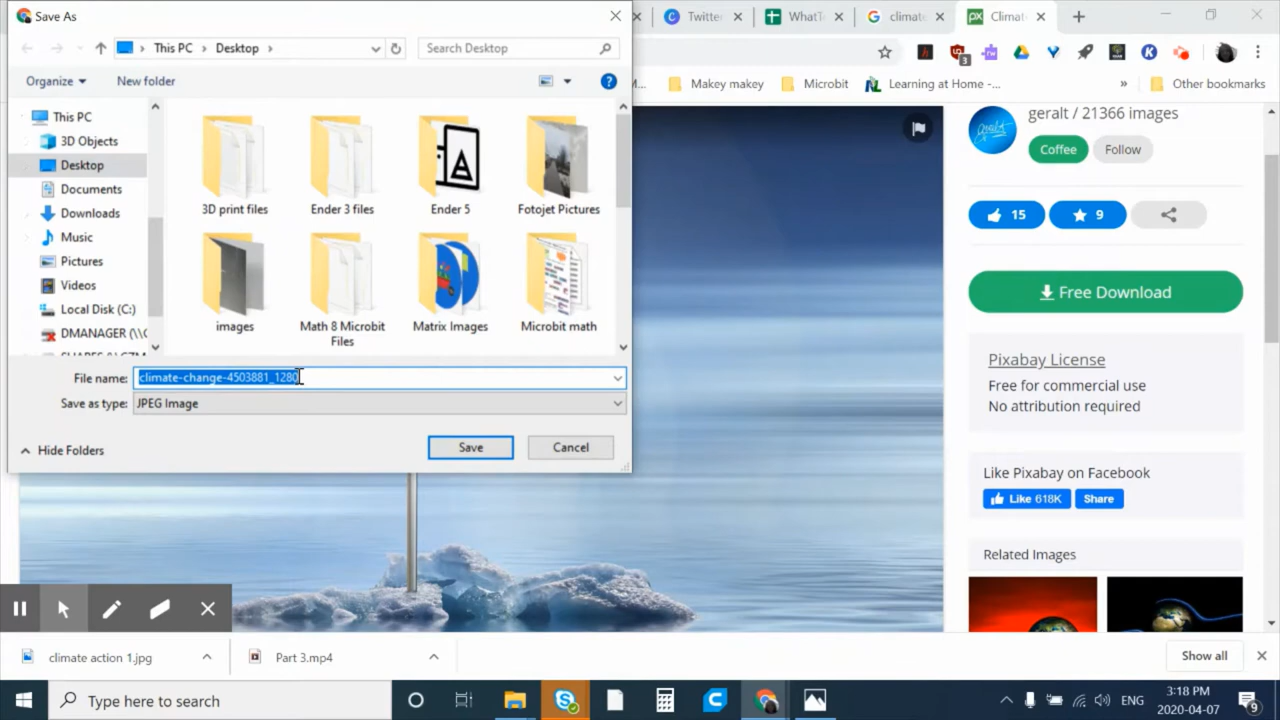 Save As
Twitter
WhatT
climate
Climat
This PC
Desktop
Search Desktop
Organize
New folder
M...
Makey makey
Microbit
Learning at Home -...
»
Other bookmarks
3
This PC
3D Objects
Desktop
Documents
Downloads
Music
Pictures
Videos
Local Disk (C:)
DMANAGER (\\C
3D print files
Ender 3 files
Ender 5
Fotojet Pictures
images
Math 8 Microbit
Files
Matrix Images
Microbit math
File name:
climate-change-4503881_1280
Save as type:
JPEG Image
Hide Folders
Save
Cancel
geralt / 21366 images
Coffee
Follow
15
9
Free Download
Pixabay License
Free for commercial use
No attribution required
Like Pixabay on Facebook
Like 618K
Share
Related Images
climate action 1.jpg
Part 3.mp4
Show all
Type here to search
ENG
3:18 PM
2020-04-07
9